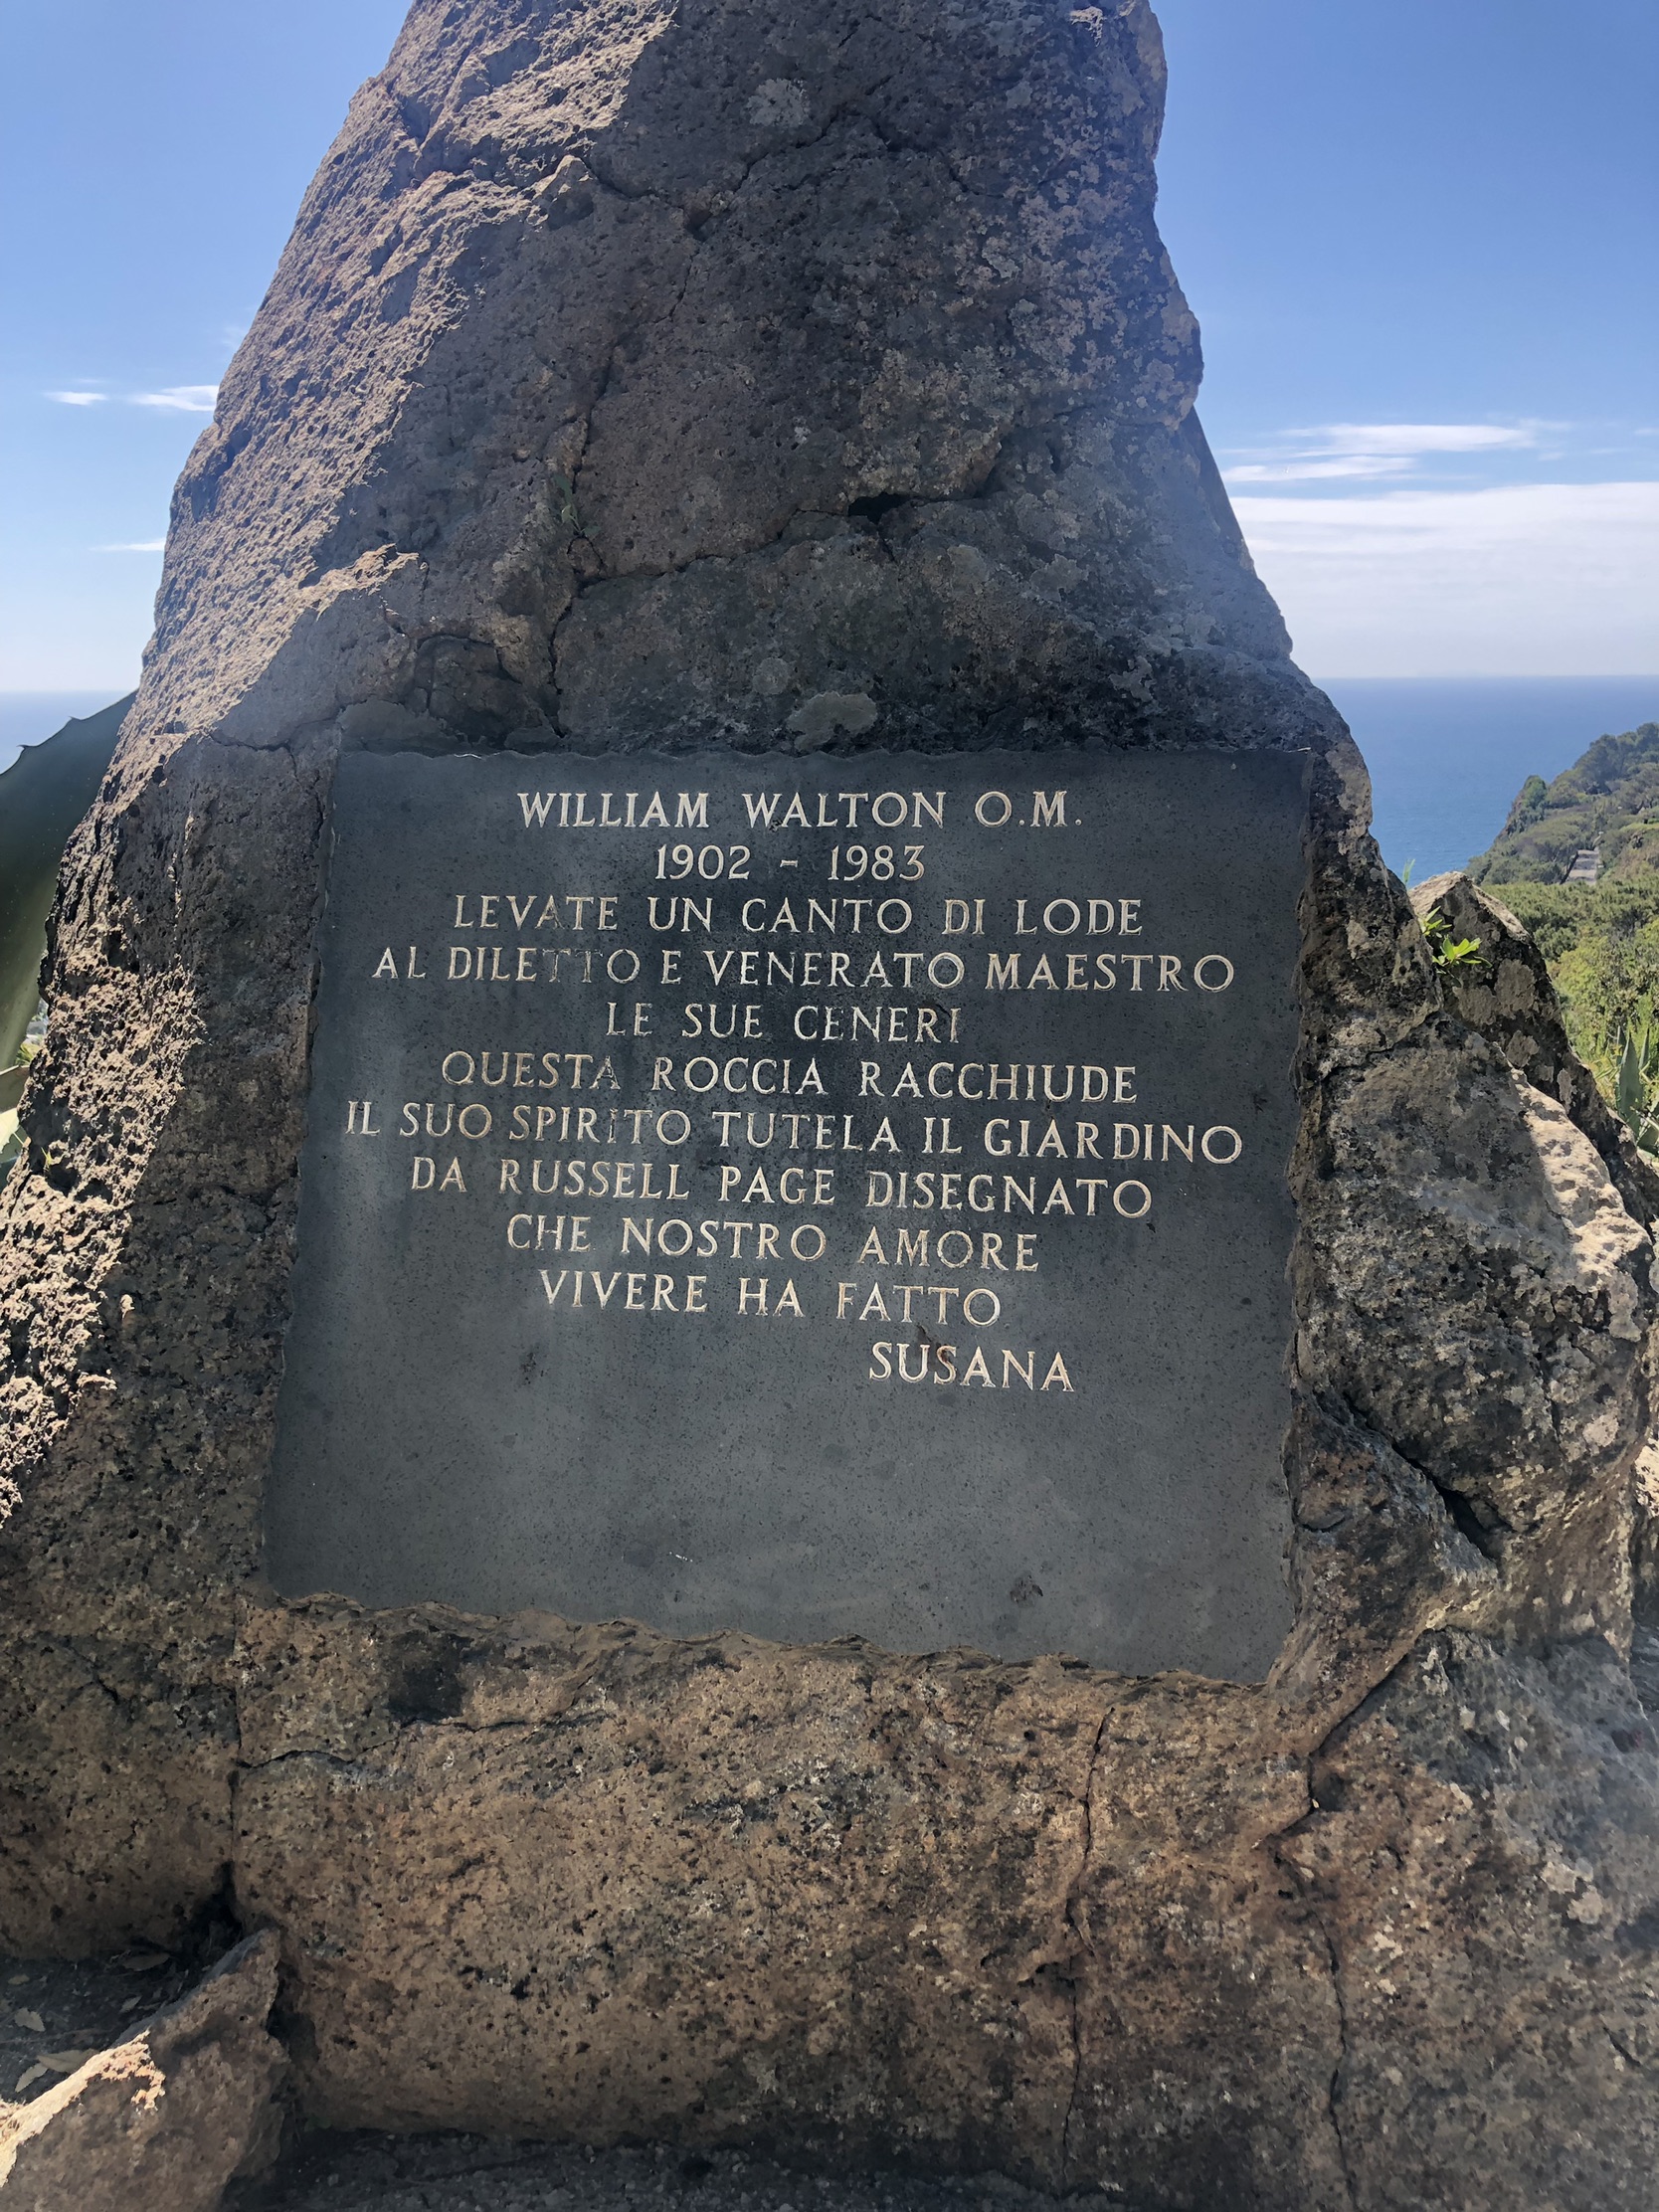 WILLIAM WALTON O.M.
1902 - 1983
LEVATE UN CANTO DI LODE
AL DILETTO E VENERATO MAESTRO
LE SUE CENERI
QUESTA ROCCIA RACCHIUDE
IL SUO SPIRITO TUTELA IL GIARDINO
DA RUSSELL PAGE DISEGNATO
CHE NOSTRO AMORE
VIVERE HA FATTO
SUSANA